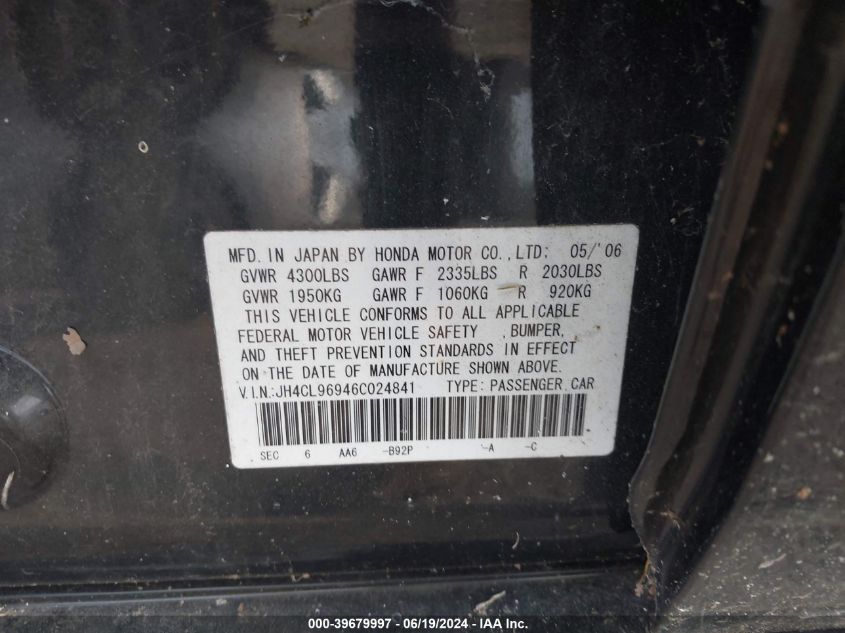 MFD. IN JAPAN BY HONDA MOTOR CO.,LTD: 05/'06
GVWR 4300LBS GAWR F 2335LBS R 2030LBS
GVWR 1950KG GAWR F 1060KG R 920KG
THIS VEHICLE CONFORMS TO ALL APPLICABLE
FEDERAL MOTOR VEHICLE SAFETY ,BUMPER,
AND THEFT PREVENTION STANDARDS IN EFFECT
ON THE DATE OF MANUFACTURE SHOWN ABOVE.
V.I.N.:JH4CL96946C024841 TYPE: PASSENGER CAR
SEC 6 AA6 -B92P -A -C
000-39679997 - 06/19/2024 - IAA Inc.